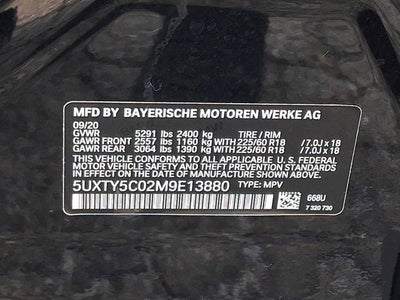 MFD BY BAYERISCHE MOTOREN WERKE AG
09/20
GVWR 5291 lbs 2400 kg TIRE / RIM
GAWR FRONT 2557 lbs 1160 kg 225/60 R18 / 7.0J x 18
GAWR REAR 3064 lbs 1390 kg 225/60 R18 / 7.0J x 18
THIS VEHICLE CONFORMS TO ALL APPLICABLE U.S. FEDERAL MOTOR
VEHICLE SAFETY AND THEFT PREVENTION STANDARDS IN EFFECT
ON THE DATE OF MANUFACTURE SHOWN ABOVE.
5UXTY5C02M9E13880 TYPE: MPV
668U
7 320 730